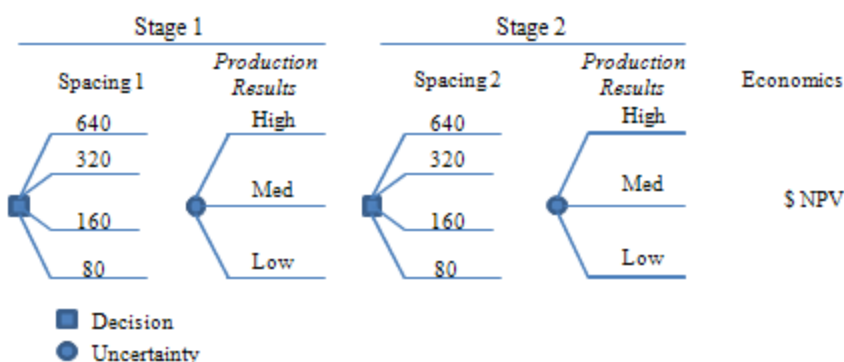 Stage 1
Stage 2
Spacing 1
Production
Results
Spacing 2
Production
Results
Economics
640
320
160
80
High
Med
Low
640
320
160
80
High
Med
Low
$ NPV
Decision
Uncertainty